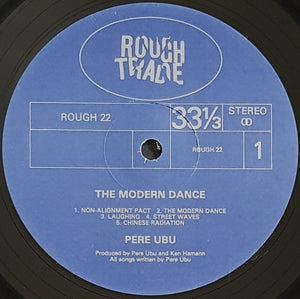 ROUGH
TRADE
ROUGH 22
33⅓
STEREO
ROUGH 22
1
THE MODERN DANCE
1. NON-ALIGNMENT PACT 2. THE MODERN DANCE
3. LAUGHING 4. STREET WAVES
5. CHINESE RADIATION
PERE UBU
Produced by Pere Ubu and Ken Hamann
All songs written by Pere Ubu